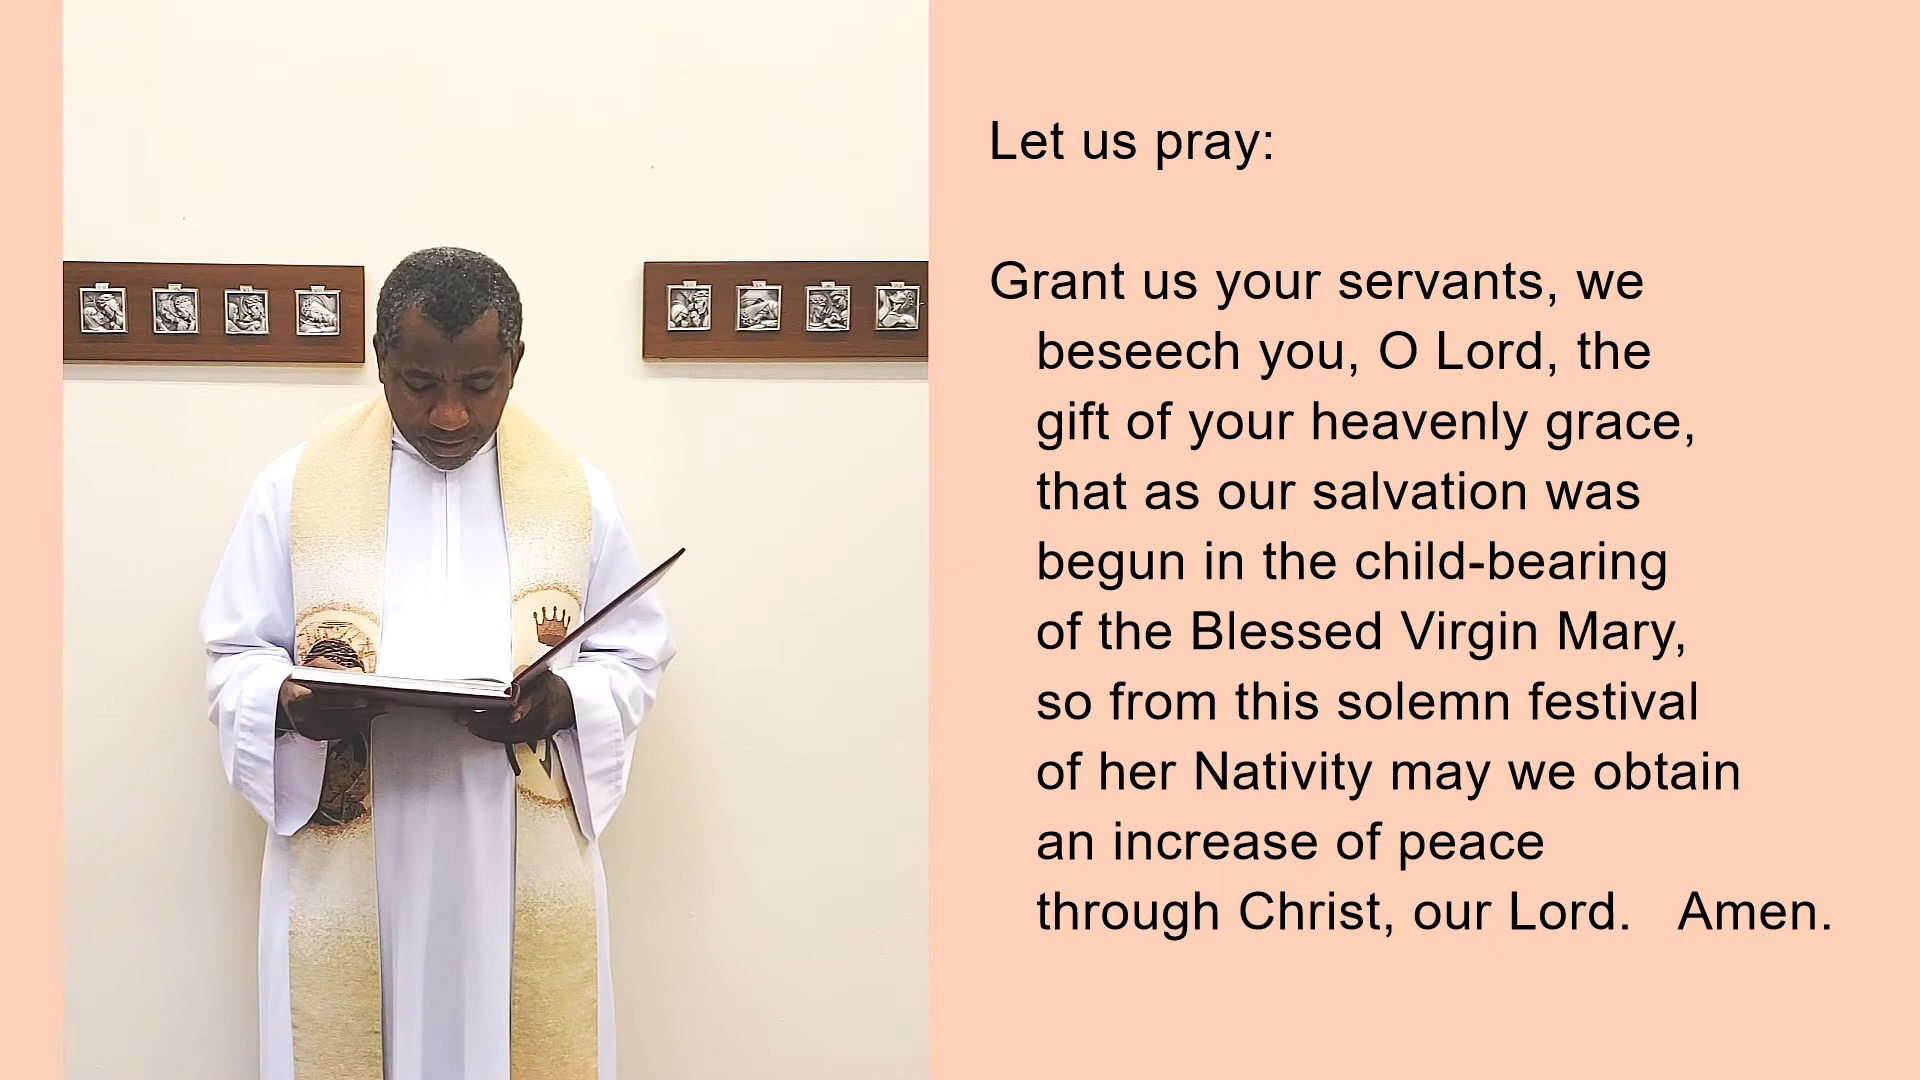 Let us pray:
Grant us your servants, we
beseech you, O Lord, the
gift of your heavenly grace,
that as our salvation was
begun in the child-bearing
of the Blessed Virgin Mary,
so from this solemn festival
of her Nativity may we obtain
an increase of peace
through Christ, our Lord.   Amen.